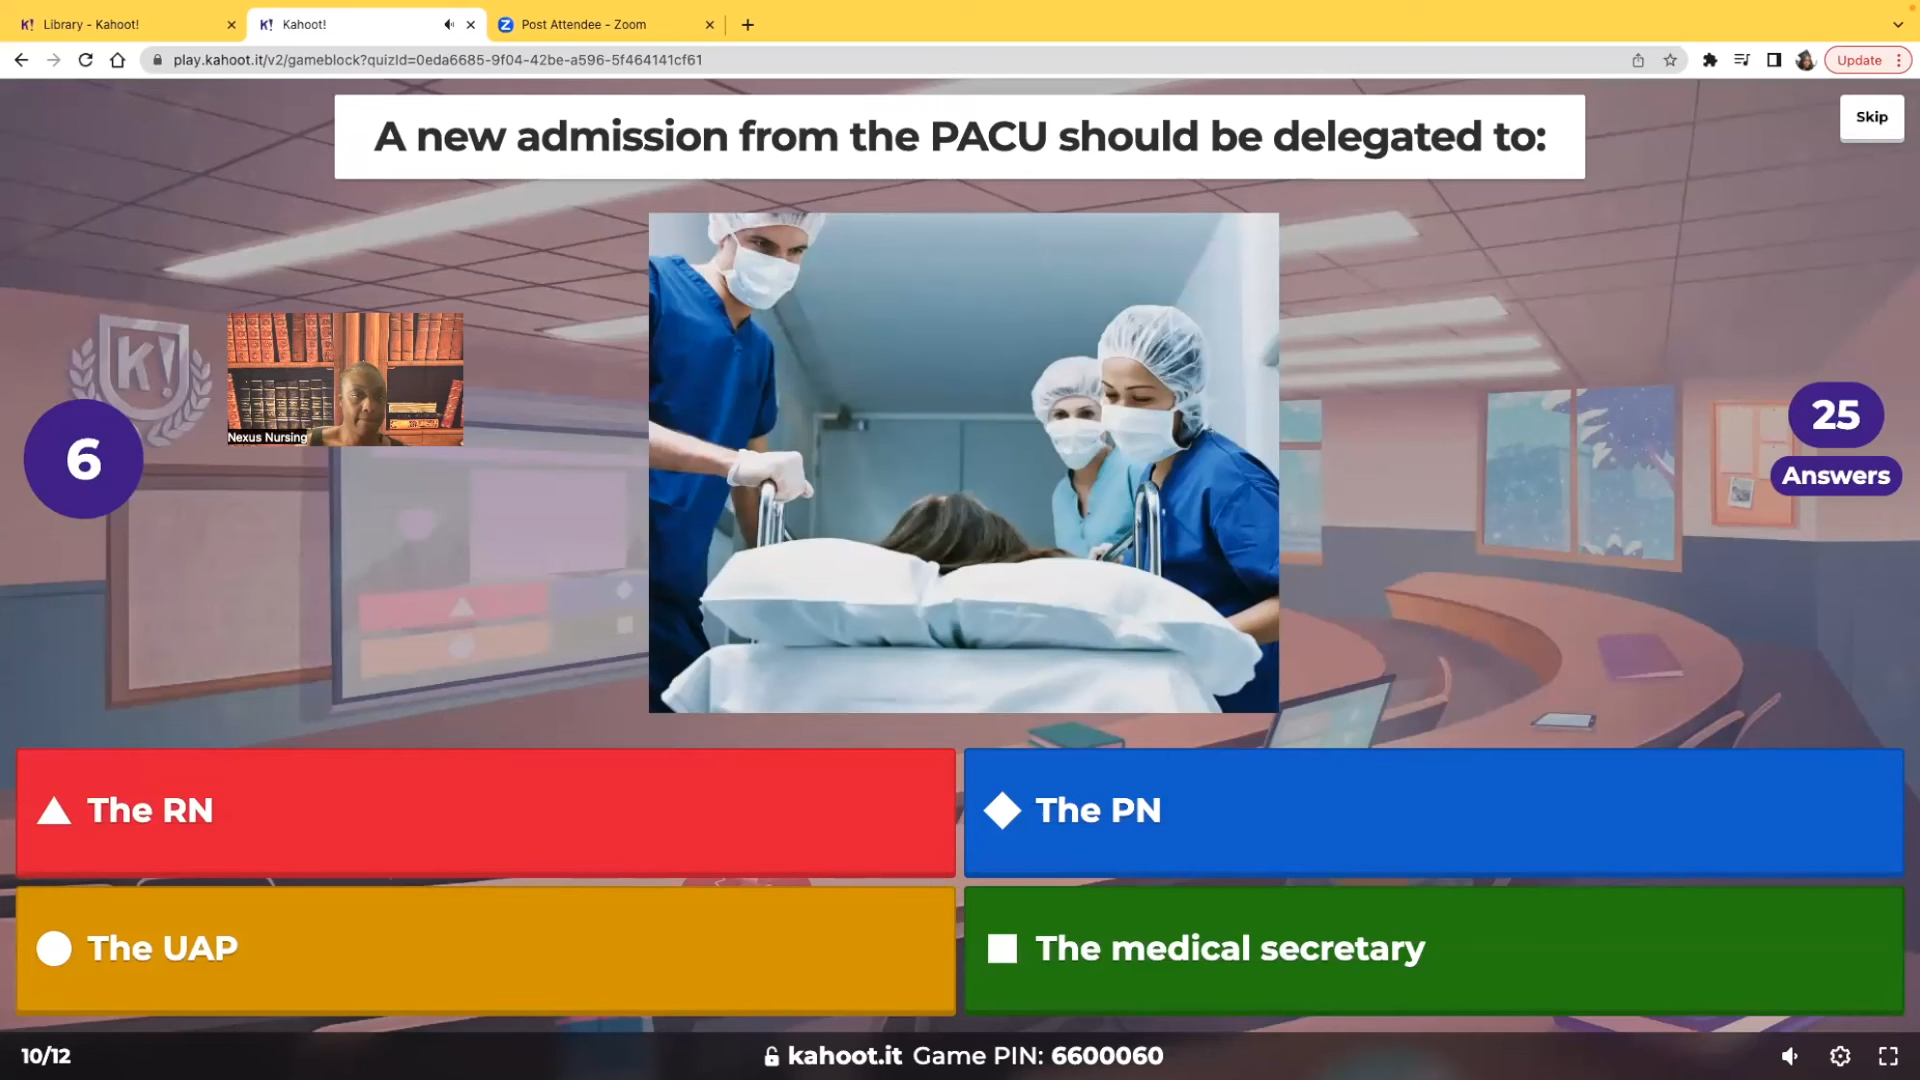 Library - Kahoot!
Kahoot!
Post Attendee - Zoom
play.kahoot.it/v2/gameblock?quizId=0eda6685-9f04-42be-a596-5f464141cf61
Update
A new admission from the PACU should be delegated to:
Skip
K!
Nexus Nursing
6
25
Answers
The RN
The PN
The UAP
The medical secretary
10/12
kahoot.it Game PIN: 6600060